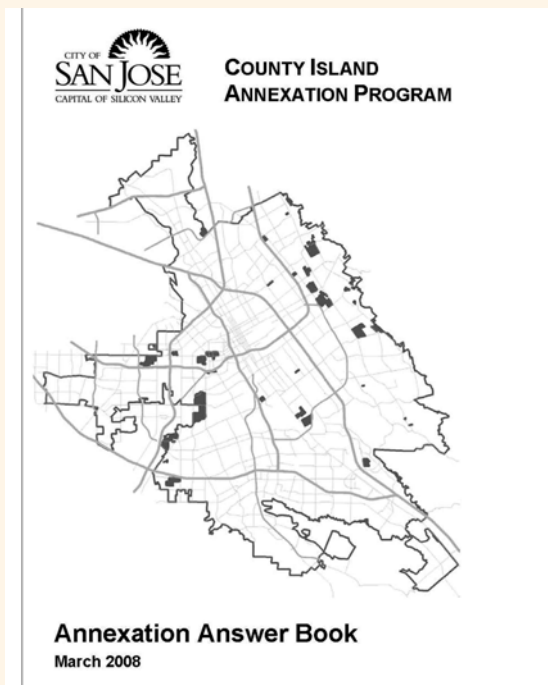 CITY OF
SAN JOSE
CAPITAL OF SILICON VALLEY
COUNTY ISLAND
ANNEXATION PROGRAM
Annexation Answer Book
March 2008